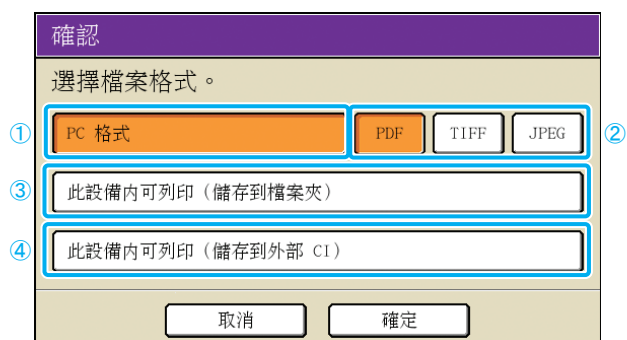 確認
選擇檔案格式。
① PC 格式 PDF TIFF JPEG ②
③ 此設備内可列印（儲存到檔案夾）
④ 此設備内可列印（儲存到外部 CI）
取消 確定